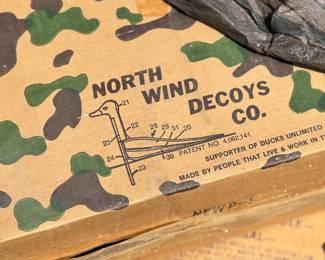 NORTH
WIND
DECOYS
CO.
21
22
23
28
29
31
20
23
24
30
23
PATENT NO. 4,062,141
SUPPORTER OF DUCKS UNLIMITED
MADE BY PEOPLE THAT LIVE & WORK IN T